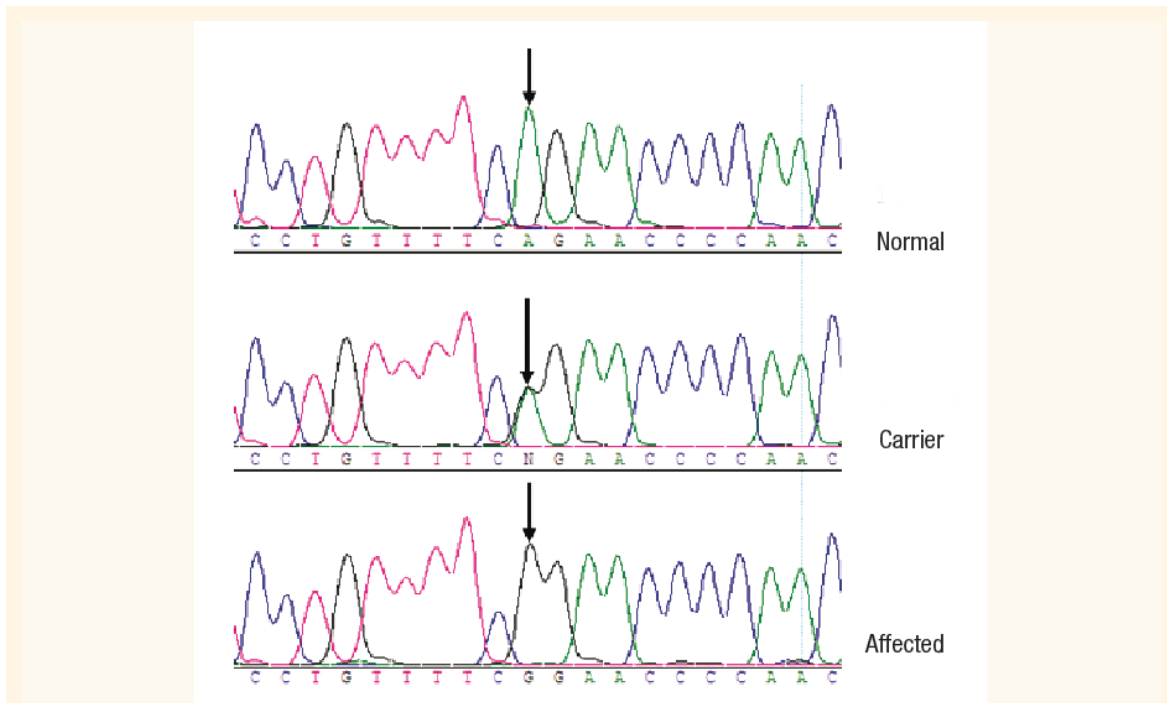 C C T G T T T T C A G A A C C C C A A C
Normal
C C T G T T T T C N G A A C C C C A A C
Carrier
Affected
C C T G T T T T C G G A A C C C C A A C